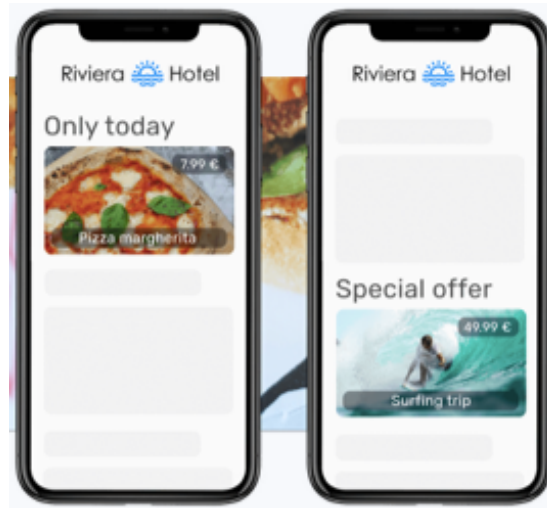 Riviera Hotel
Only today
7.99 €
Pizza margherita
Riviera Hotel
Special offer
49.99 €
Surfing trip